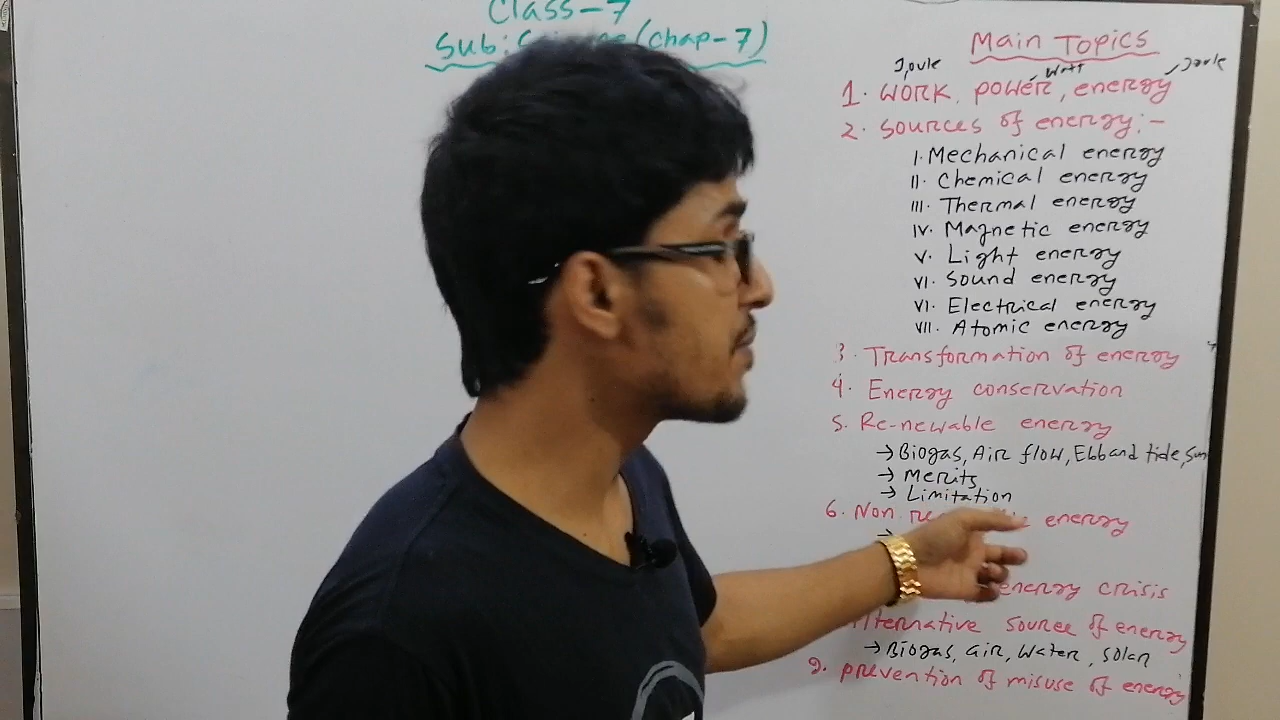 Class-7
Sub: (chap-7)
Main Topics
Joule Watt Joule
1. Work, power, energy
2. Sources of energy:-
I. Mechanical energy
II. Chemical energy
III. Thermal energy
IV. Magnetic energy
V. Light energy
VI. Sound energy
VI. Electrical energy
VII. Atomic energy
3. Transformation of energy
4. Energy conservation
5. Re-newable energy
→ Biogas, Air flow, Ebb and tide, sun
→ Merits
→ Limitation
6. Non energy
→
energy crisis
Alternative source of energy
→ Biogas, air, water, solar
9. prevention of misuse of energy